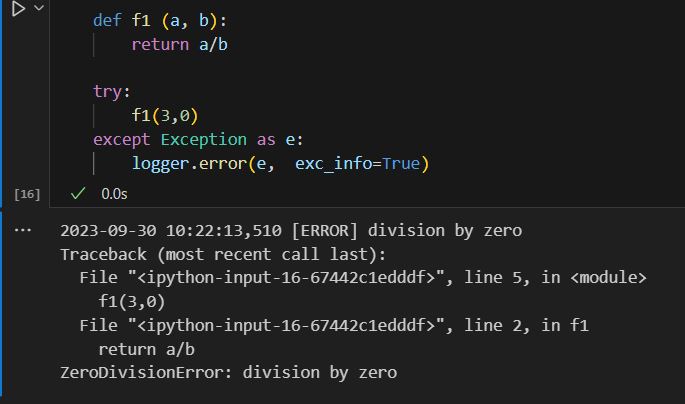 def f1 (a, b):
    return a/b

try:
    f1(3,0)
except Exception as e:
    logger.error(e,  exc_info=True)
[16]
0.0s
... 2023-09-30 10:22:13,510 [ERROR] division by zero
Traceback (most recent call last):
  File "<ipython-input-16-67442c1edddf>", line 5, in <module>
    f1(3,0)
  File "<ipython-input-16-67442c1edddf>", line 2, in f1
    return a/b
ZeroDivisionError: division by zero